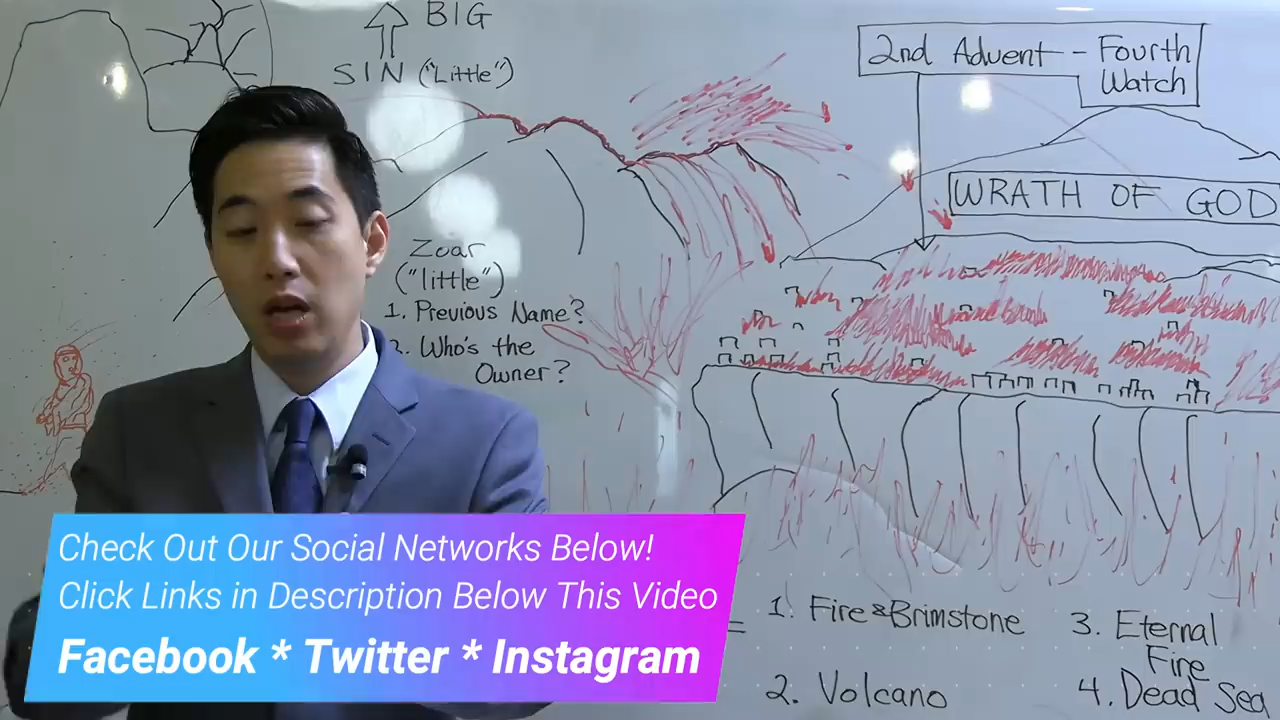 BIG
SIN ("Little")
2nd Advent - Fourth
Watch
WRATH OF GOD
Zoar
("little")
1. Previous Name?
2. Who's the
Owner?
Check Out Our Social Networks Below!
Click Links in Description Below This Video
Facebook * Twitter * Instagram
= 1. Fire & Brimstone
2. Volcano
3. Eternal
Fire
4. Dead Sea